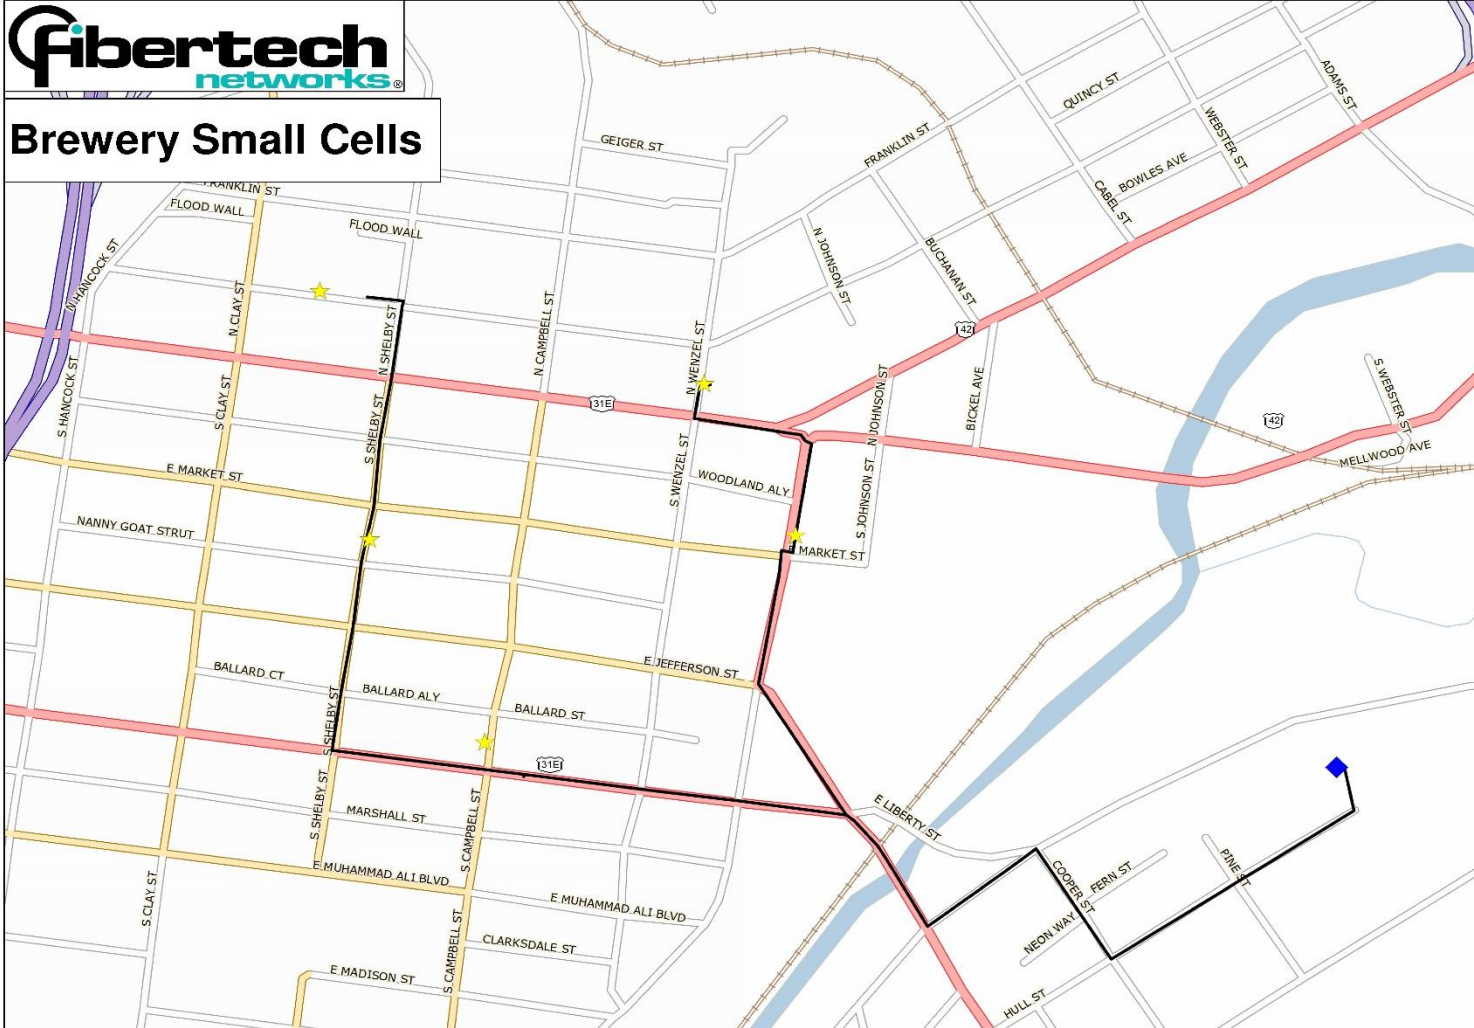 fibertech
networks®
Brewery Small Cells
GEIGER ST
QUINCY ST
ADAMS ST
WEBSTER ST
FRANKLIN ST
BOWLES AVE
CABEL ST
FRANKLIN ST
FLOOD WALL
FLOOD WALL
N HANCOCK ST
N JOHNSON ST
BUCHANAN ST
N CLAY ST
N SHELBY ST
N CAMPBELL ST
N WENZEL ST
42
S HANCOCK ST
S CLAY ST
S SHELBY ST
31E
N JOHNSON ST
BICKEL AVE
S WEBSTER ST
42
MELLWOOD AVE
E MARKET ST
S WENZEL ST
WOODLAND ALY
S JOHNSON ST
NANNY GOAT STRUT
E MARKET ST
E JEFFERSON ST
BALLARD CT
BALLARD ALY
BALLARD ST
S SHELBY ST
31E
S SHELBY ST
MARSHALL ST
S CAMPBELL ST
E LIBERTY ST
E MUHAMMAD ALI BLVD
COOPER ST
FERN ST
PINE ST
S CLAY ST
E MUHAMMAD ALI BLVD
NEON WAY
S CAMPBELL ST
CLARKSDALE ST
E MADISON ST
HULL ST